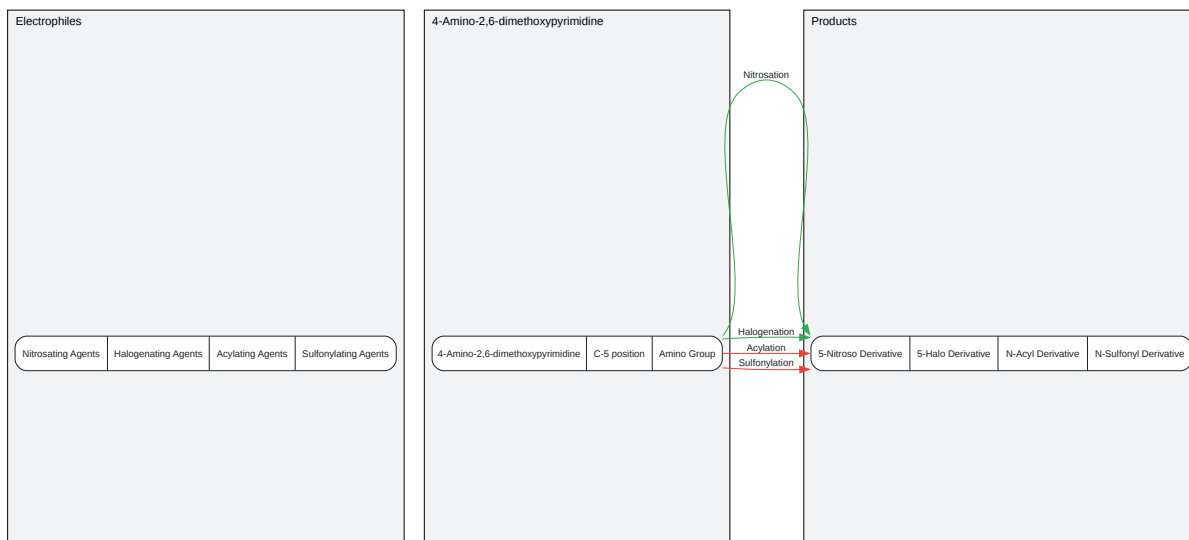 Electrophiles
4-Amino-2,6-dimethoxypyrimidine
Products
Nitrosation
Halogenation
Acylation
Sulfonylation
Nitrosating Agents
Halogenating Agents
Acylating Agents
Sulfonylating Agents
4-Amino-2,6-dimethoxypyrimidine
C-5 position
Amino Group
5-Nitroso Derivative
5-Halo Derivative
N-Acyl Derivative
N-Sulfonyl Derivative